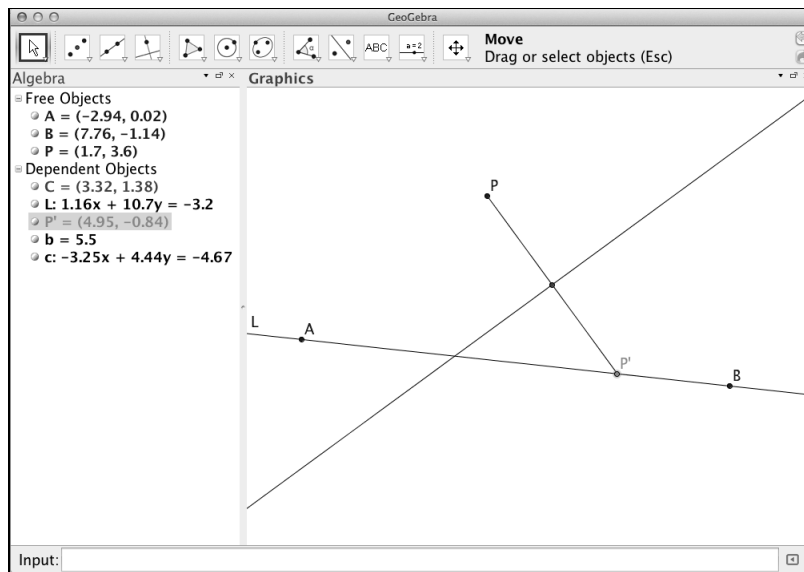 GeoGebra
α
ABC
a=2
Move
Drag or select objects (Esc)
Algebra
Graphics
Free Objects
A = (-2.94, 0.02)
B = (7.76, -1.14)
P = (1.7, 3.6)
Dependent Objects
C = (3.32, 1.38)
L: 1.16x + 10.7y = -3.2
P' = (4.95, -0.84)
b = 5.5
c: -3.25x + 4.44y = -4.67
P
L
A
P'
B
Input: